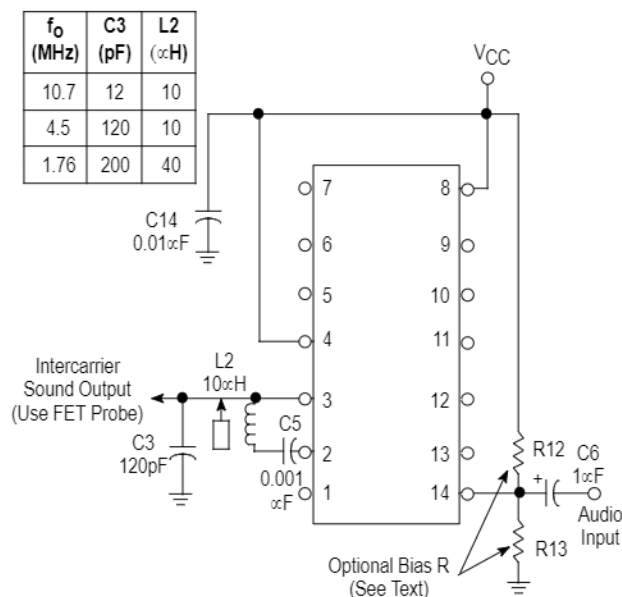 fo (MHz) C3 (pF) L2 (∝H)
10.7 12 10
4.5 120 10
1.76 200 40
VCC
C14
0.01∝F
7 8
6 9
5 10
4 11
3 12
2 13
1 14
Intercarrier
Sound Output
(Use FET Probe)
L2
10∝H
C3
120pF
C5
0.001
∝F
R12
C6
1∝F
+
Audio
Input
R13
Optional Bias R
(See Text)